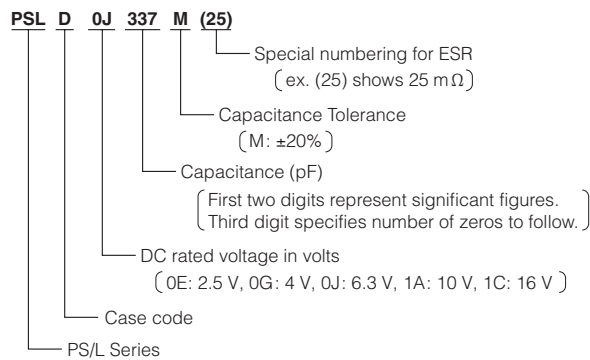 PSL D 0J 337 M (25)
Special numbering for ESR
(ex. (25) shows 25 mΩ)
Capacitance Tolerance
(M: ±20%)
Capacitance (pF)
(First two digits represent significant figures.
Third digit specifies number of zeros to follow.)
DC rated voltage in volts
(0E: 2.5 V, 0G: 4 V, 0J: 6.3 V, 1A: 10 V, 1C: 16 V)
Case code
PS/L Series